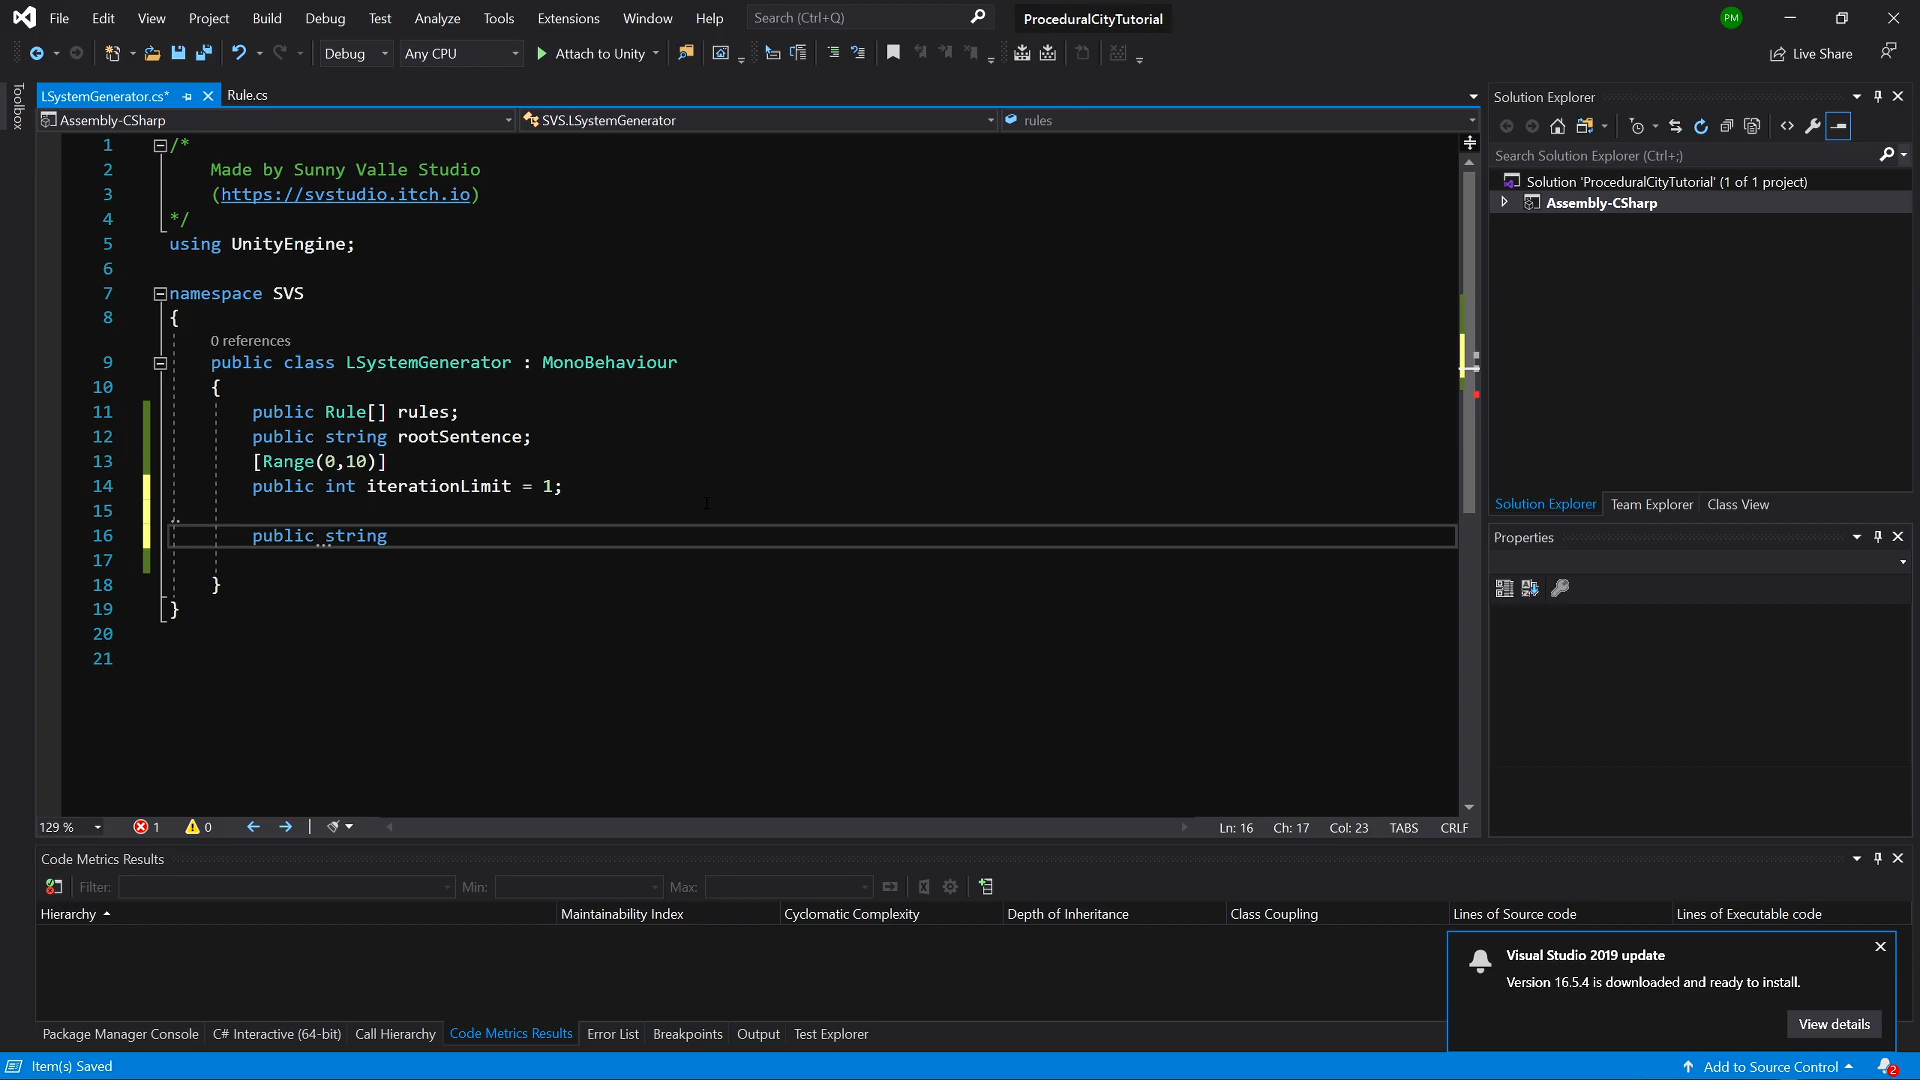 File Edit View Project Build Debug Test Analyze Tools Extensions Window Help Search (Ctrl+Q) ProceduralCityTutorial PM
Debug Any CPU Attach to Unity Live Share
Toolbox
LSystemGenerator.cs* Rule.cs
Assembly-CSharp SVS.LSystemGenerator rules
1 /*
2 Made by Sunny Valle Studio
3 (https://svstudio.itch.io)
4 */
5 using UnityEngine;
6
7 namespace SVS
8 {
0 references
9 public class LSystemGenerator : MonoBehaviour
10 {
11 public Rule[] rules;
12 public string rootSentence;
13 [Range(0,10)]
14 public int iterationLimit = 1;
15
16 public string
17
18 }
19 }
20
21
129 % 1 0 Ln: 16 Ch: 17 Col: 23 TABS CRLF
Solution Explorer
Search Solution Explorer (Ctrl+;)
Solution 'ProceduralCityTutorial' (1 of 1 project)
Assembly-CSharp
Solution Explorer Team Explorer Class View
Properties
Code Metrics Results
Filter: Min: Max:
Hierarchy Maintainability Index Cyclomatic Complexity Depth of Inheritance Class Coupling Lines of Source code Lines of Executable code
Visual Studio 2019 update
Version 16.5.4 is downloaded and ready to install.
View details
Package Manager Console C# Interactive (64-bit) Call Hierarchy Code Metrics Results Error List Breakpoints Output Test Explorer
Item(s) Saved Add to Source Control 2